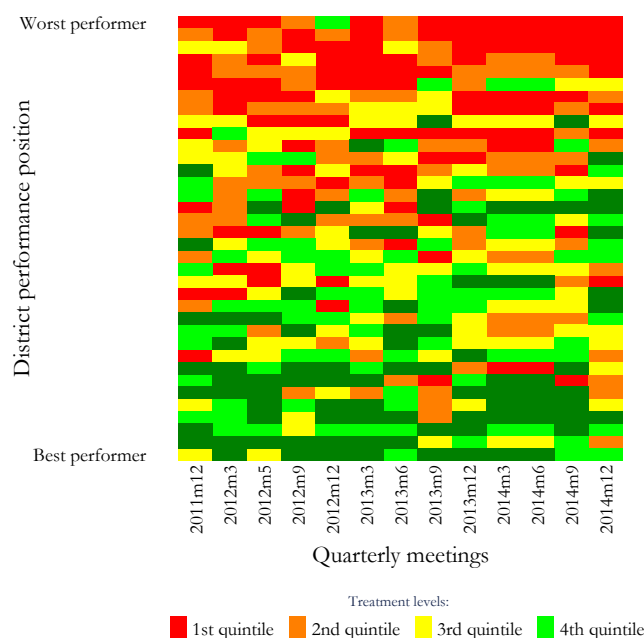 Worst performer
District performance position
Best performer
2011m12
2012m3
2012m5
2012m9
2012m12
2013m3
2013m6
2013m9
2013m12
2014m3
2014m6
2014m9
2014m12
Quarterly meetings
Treatment levels:
1st quintile 2nd quintile 3rd quintile 4th quintile